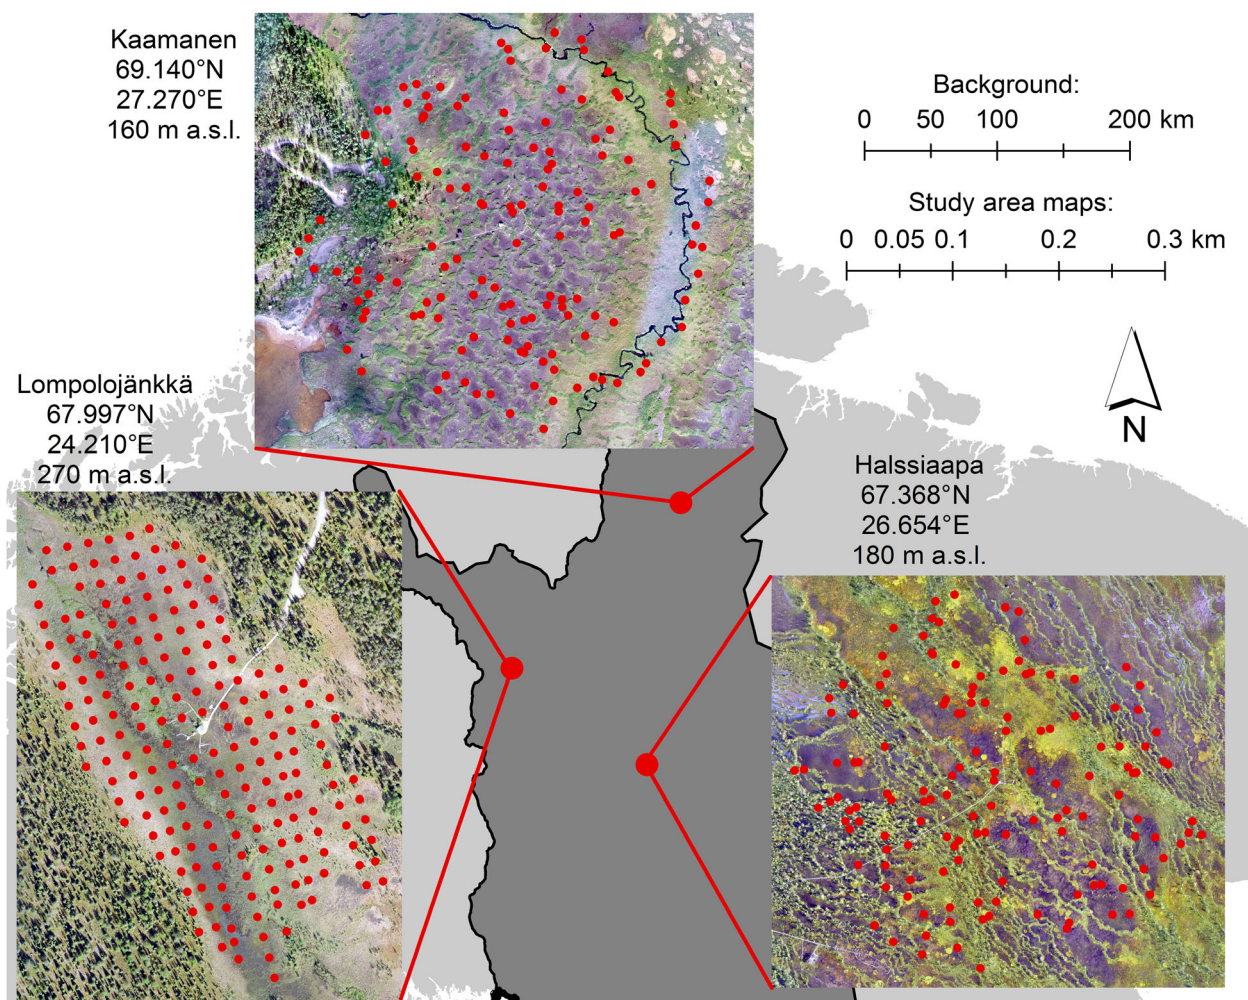 Kaamanen
69.140°N
27.270°E
160 m a.s.l.
Background:
0 50 100 200 km
Study area maps:
0 0.05 0.1 0.2 0.3 km
N
Lompolojänkkä
67.997°N
24.210°E
270 m a.s.l.
Halssiaapa
67.368°N
26.654°E
180 m a.s.l.